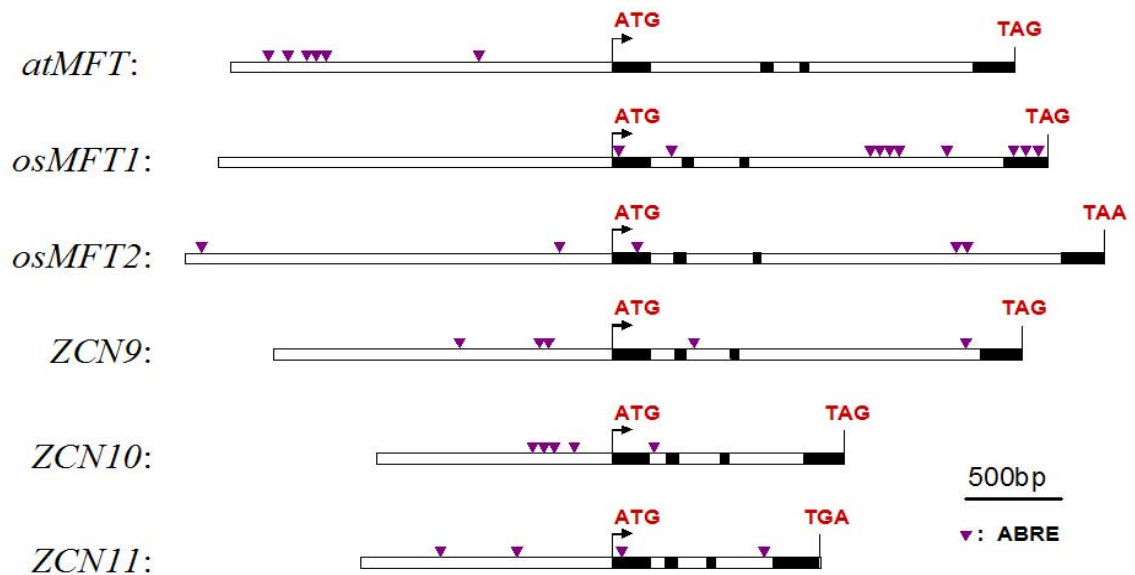 ATG
TAG
atMFT:
ATG
TAG
osMFT1:
ATG
TAA
osMFT2:
ATG
TAG
ZCN9:
ATG
TAG
ZCN10:
500bp
ATG
TGA
: ABRE
ZCN11: